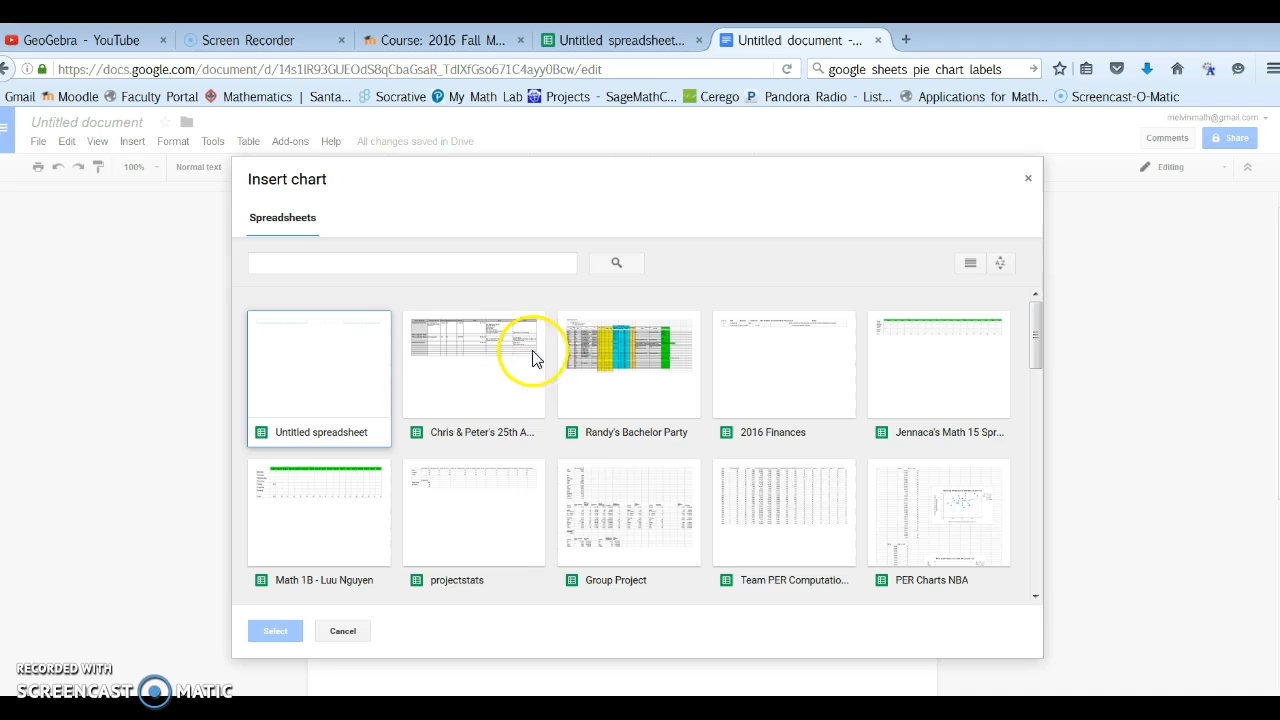 GeoGebra - YouTube × Screen Recorder × Course: 2016 Fall M... × Untitled spreadsheet... × Untitled document -... × +
https://docs.google.com/document/d/14s1IR93GUEOdS8qCbaGsaR_TdIXfGso671C4ayy0Bcw/edit google sheets pie chart labels
Gmail Moodle Faculty Portal Mathematics | Santa... Socrative My Math Lab Projects - SageMathC... Cerego Pandora Radio - List... Applications for Math... Screencast-O-Matic
Untitled document melvinmath@gmail.com
File Edit View Insert Format Tools Table Add-ons Help All changes saved in Drive Comments Share
100% Normal text Editing
Insert chart ×
Spreadsheets
Untitled spreadsheet Chris & Peter's 25th A... Randy's Bachelor Party 2016 Finances Jennaca's Math 15 Spr...
Math 1B - Luu Nguyen projectstats Group Project Team PER Computatio... PER Charts NBA
Select Cancel
RECORDED WITH
SCREENCAST MATIC